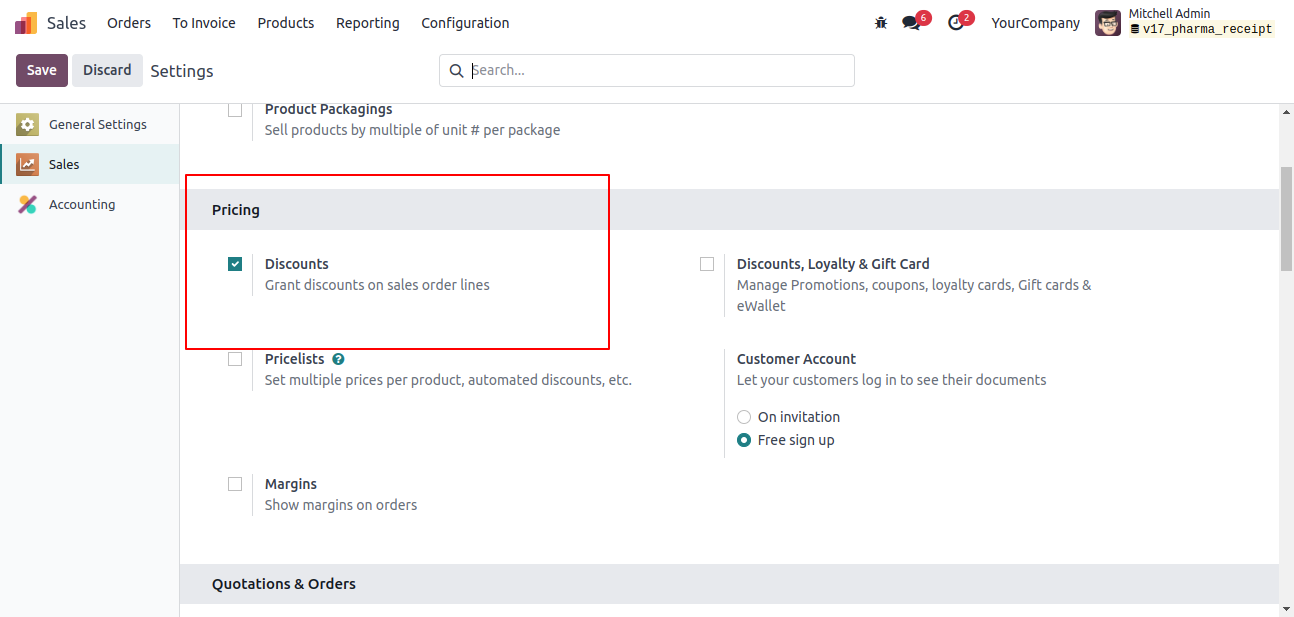 Sales Orders To Invoice Products Reporting Configuration 6 2 YourCompany Mitchell Admin
v17_pharma_receipt
Save Discard Settings Search...
General Settings
Sales
Accounting
Product Packagings
Sell products by multiple of unit # per package
Pricing
Discounts
Grant discounts on sales order lines
Discounts, Loyalty & Gift Card
Manage Promotions, coupons, loyalty cards, Gift cards &
eWallet
Pricelists ?
Set multiple prices per product, automated discounts, etc.
Customer Account
Let your customers log in to see their documents
On invitation
Free sign up
Margins
Show margins on orders
Quotations & Orders